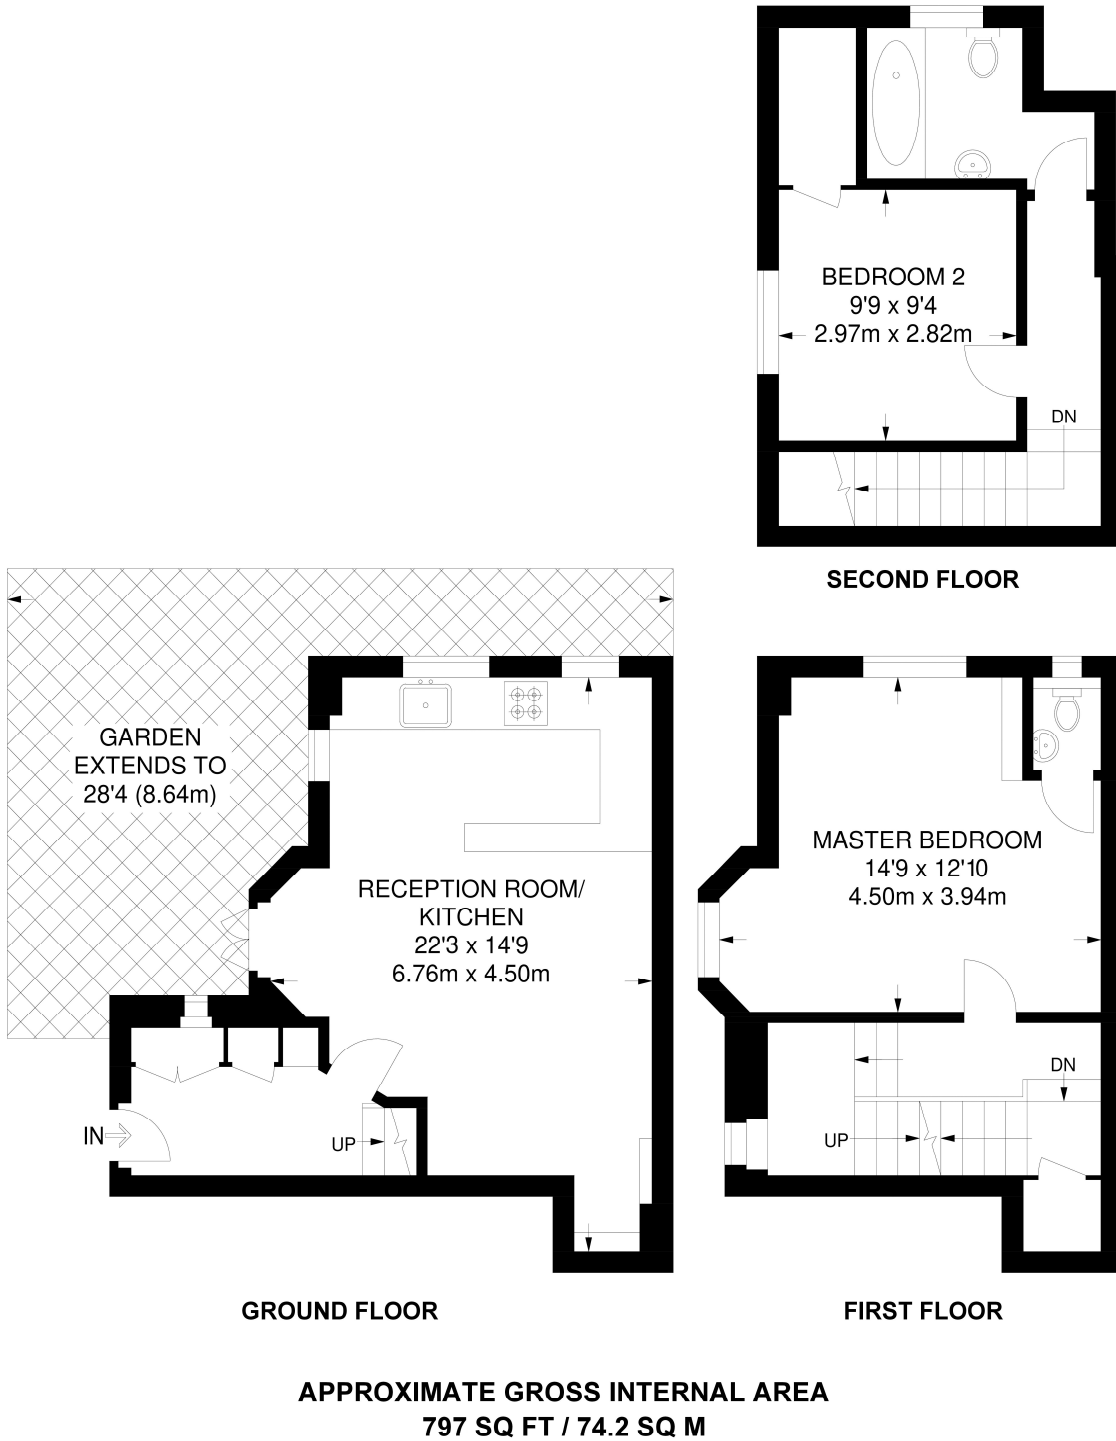 BEDROOM 2
9'9 x 9'4
2.97m x 2.82m
DN
SECOND FLOOR
GARDEN
EXTENDS TO
28'4 (8.64m)
RECEPTION ROOM/
KITCHEN
22'3 x 14'9
6.76m x 4.50m
IN
UP
GROUND FLOOR
MASTER BEDROOM
14'9 x 12'10
4.50m x 3.94m
DN
UP
FIRST FLOOR
APPROXIMATE GROSS INTERNAL AREA
797 SQ FT / 74.2 SQ M